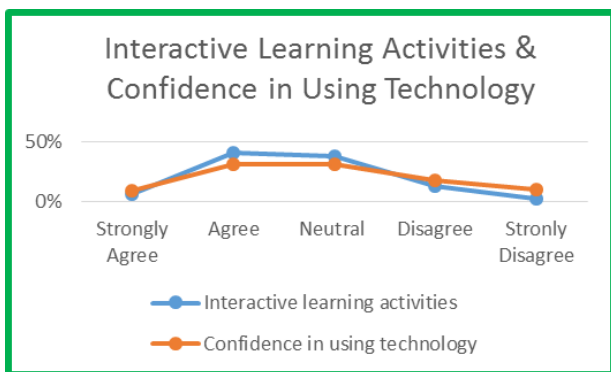 Interactive Learning Activities &
Confidence in Using Technology
50%
0%
Strongly
Agree
Agree
Neutral
Disagree
Stronly
Disagree
Interactive learning activities
Confidence in using technology